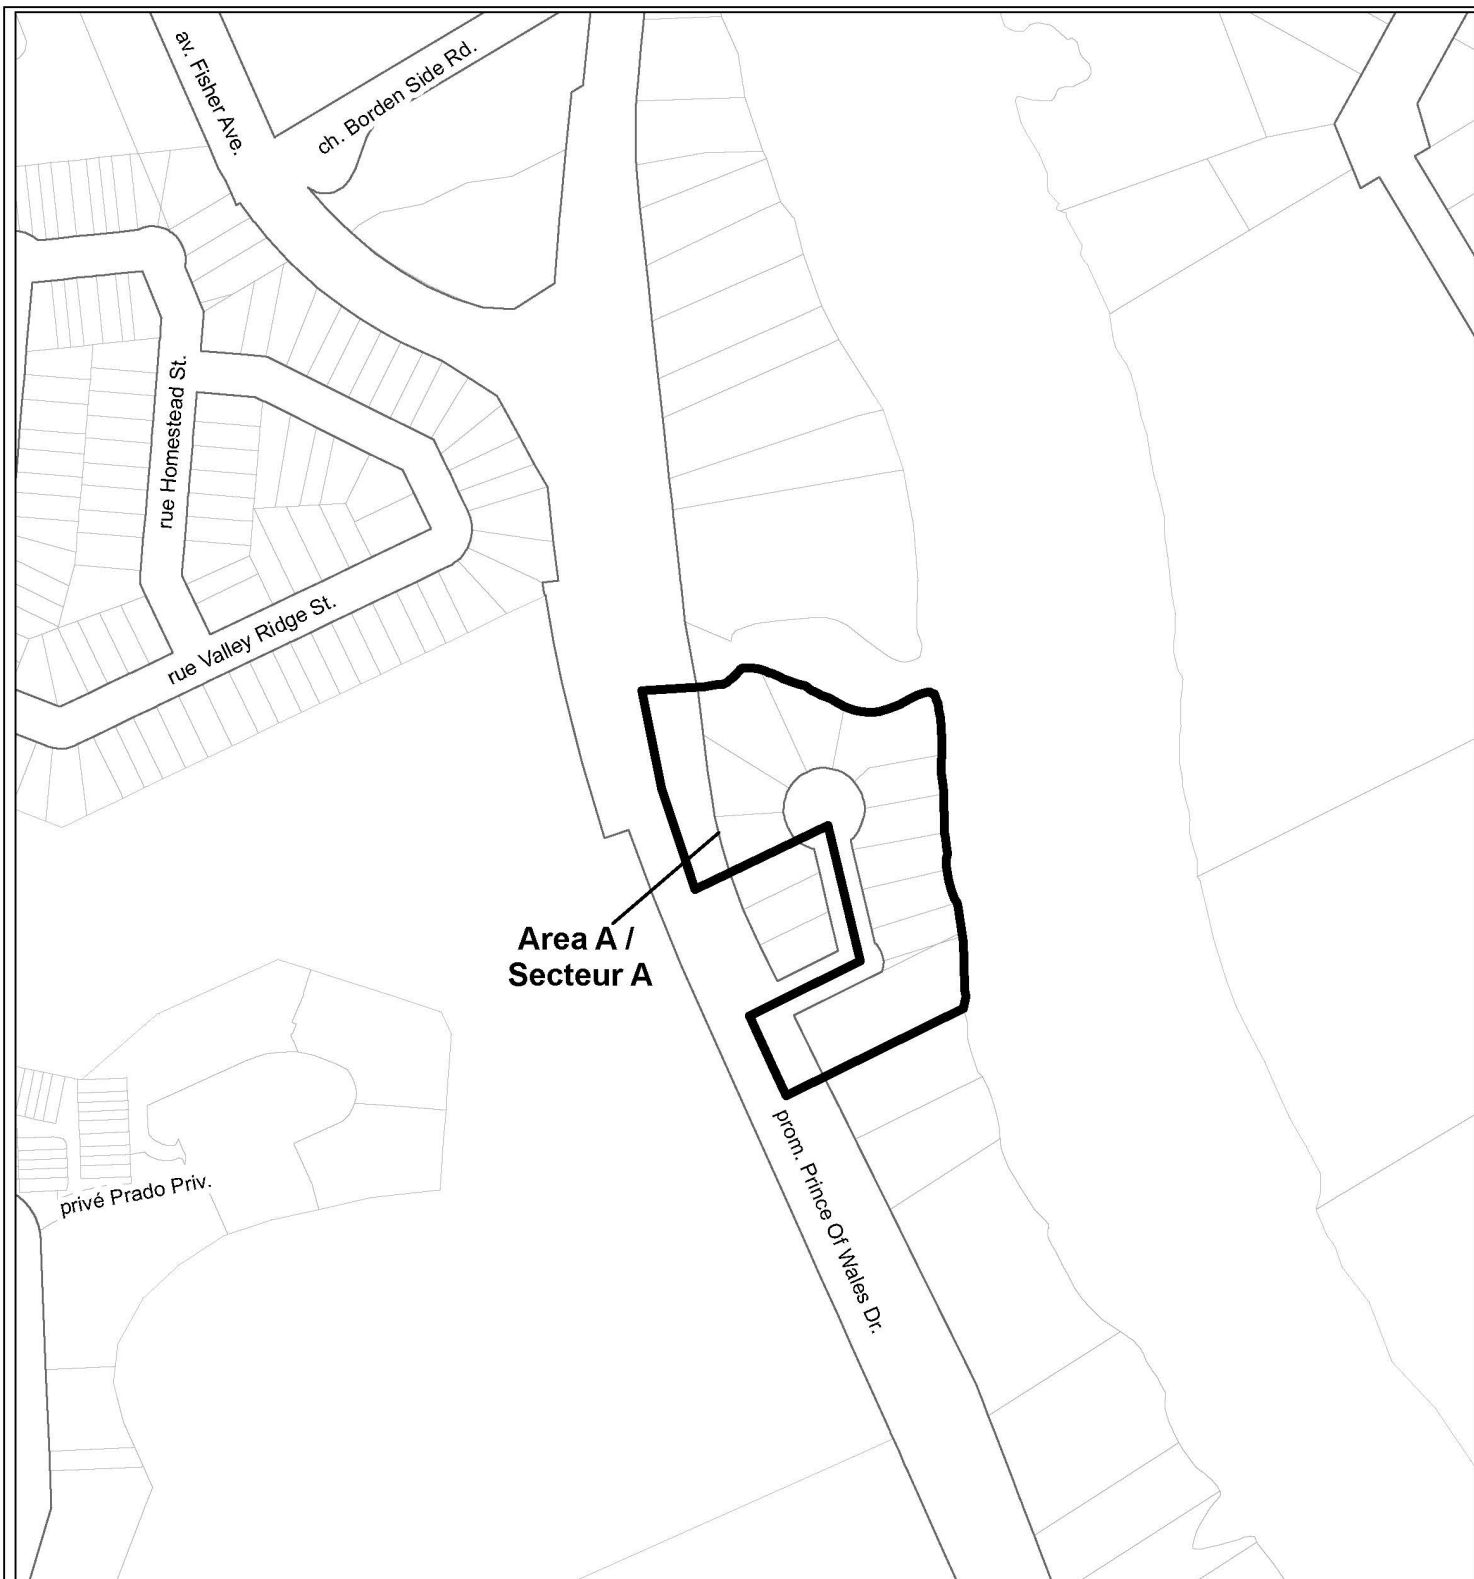 av. Fisher Ave.
ch. Borden Side Rd.
rue Homestead St.
rue Valley Ridge St.
Area A /
Secteur A
privé Prado Priv.
prom. Prince Of Wales Dr.